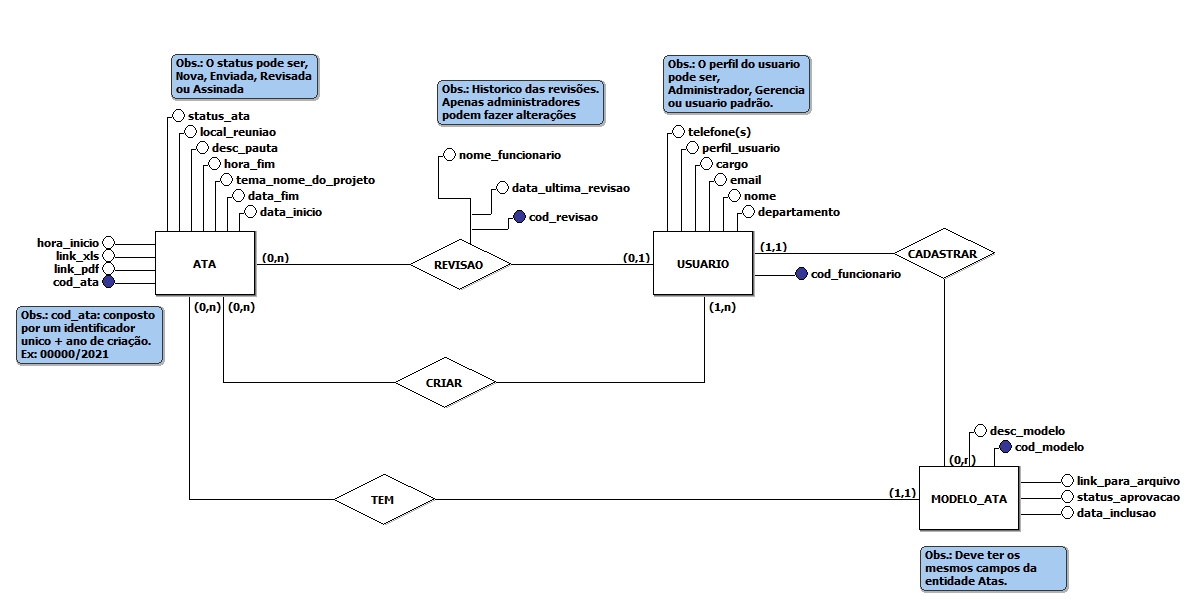 Obs.: O status pode ser,
Nova, Enviada, Revisada
ou Assinada
Obs.: Historico das revisões.
Apenas administradores
podem fazer alterações
Obs.: O perfil do usuario
pode ser,
Administrador, Gerencia
ou usuario padrão.
status_ata
local_reuniao
desc_pauta
hora_fim
tema_nome_do_projeto
data_fim
data_inicio
hora_inicio
link_xls
link_pdf
cod_ata
ATA
(0,n)
nome_funcionario
data_ultima_revisao
cod_revisao
REVISAO
(0,1)
telefone(s)
perfil_usuario
cargo
email
nome
departamento
USUARIO
(1,1)
cod_funcionario
CADASTRAR
(0,n)
(0,n)
(1,n)
Obs.: cod_ata: conposto
por um identificador
unico + ano de criação.
Ex: 00000/2021
CRIAR
desc_modelo
cod_modelo
(0,n)
TEM
(1,1)
MODELO_ATA
link_para_arquivo
status_aprovacao
data_inclusao
Obs.: Deve ter os
mesmos campos da
entidade Atas.